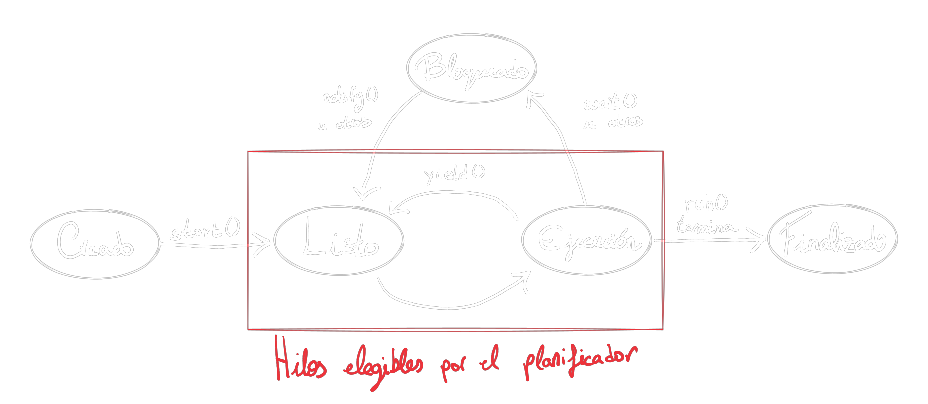 Bloqueado
notify()
u otros
wait()
u otros
yield()
Creado
start()
Listo
Ejecución
run()
termina
Finalizado
Hilos elegibles por el planificador